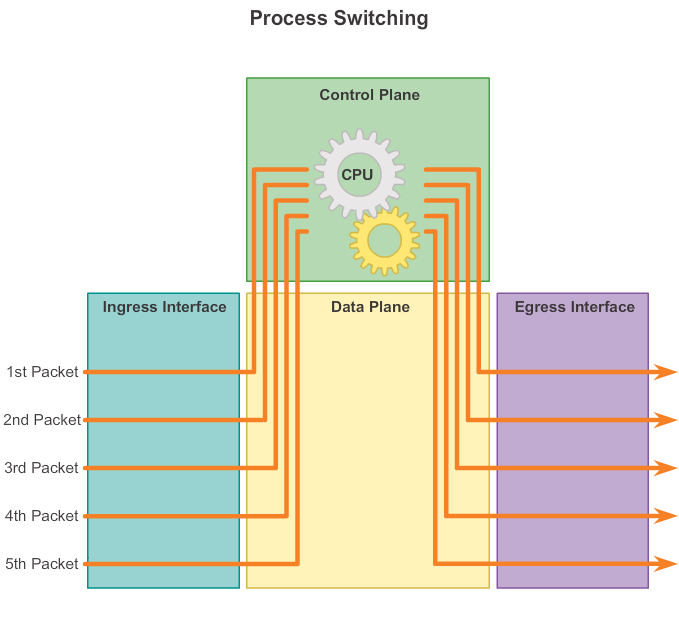 Process Switching
Control Plane
CPU
Ingress Interface
Data Plane
Egress Interface
1st Packet
2nd Packet
3rd Packet
4th Packet
5th Packet